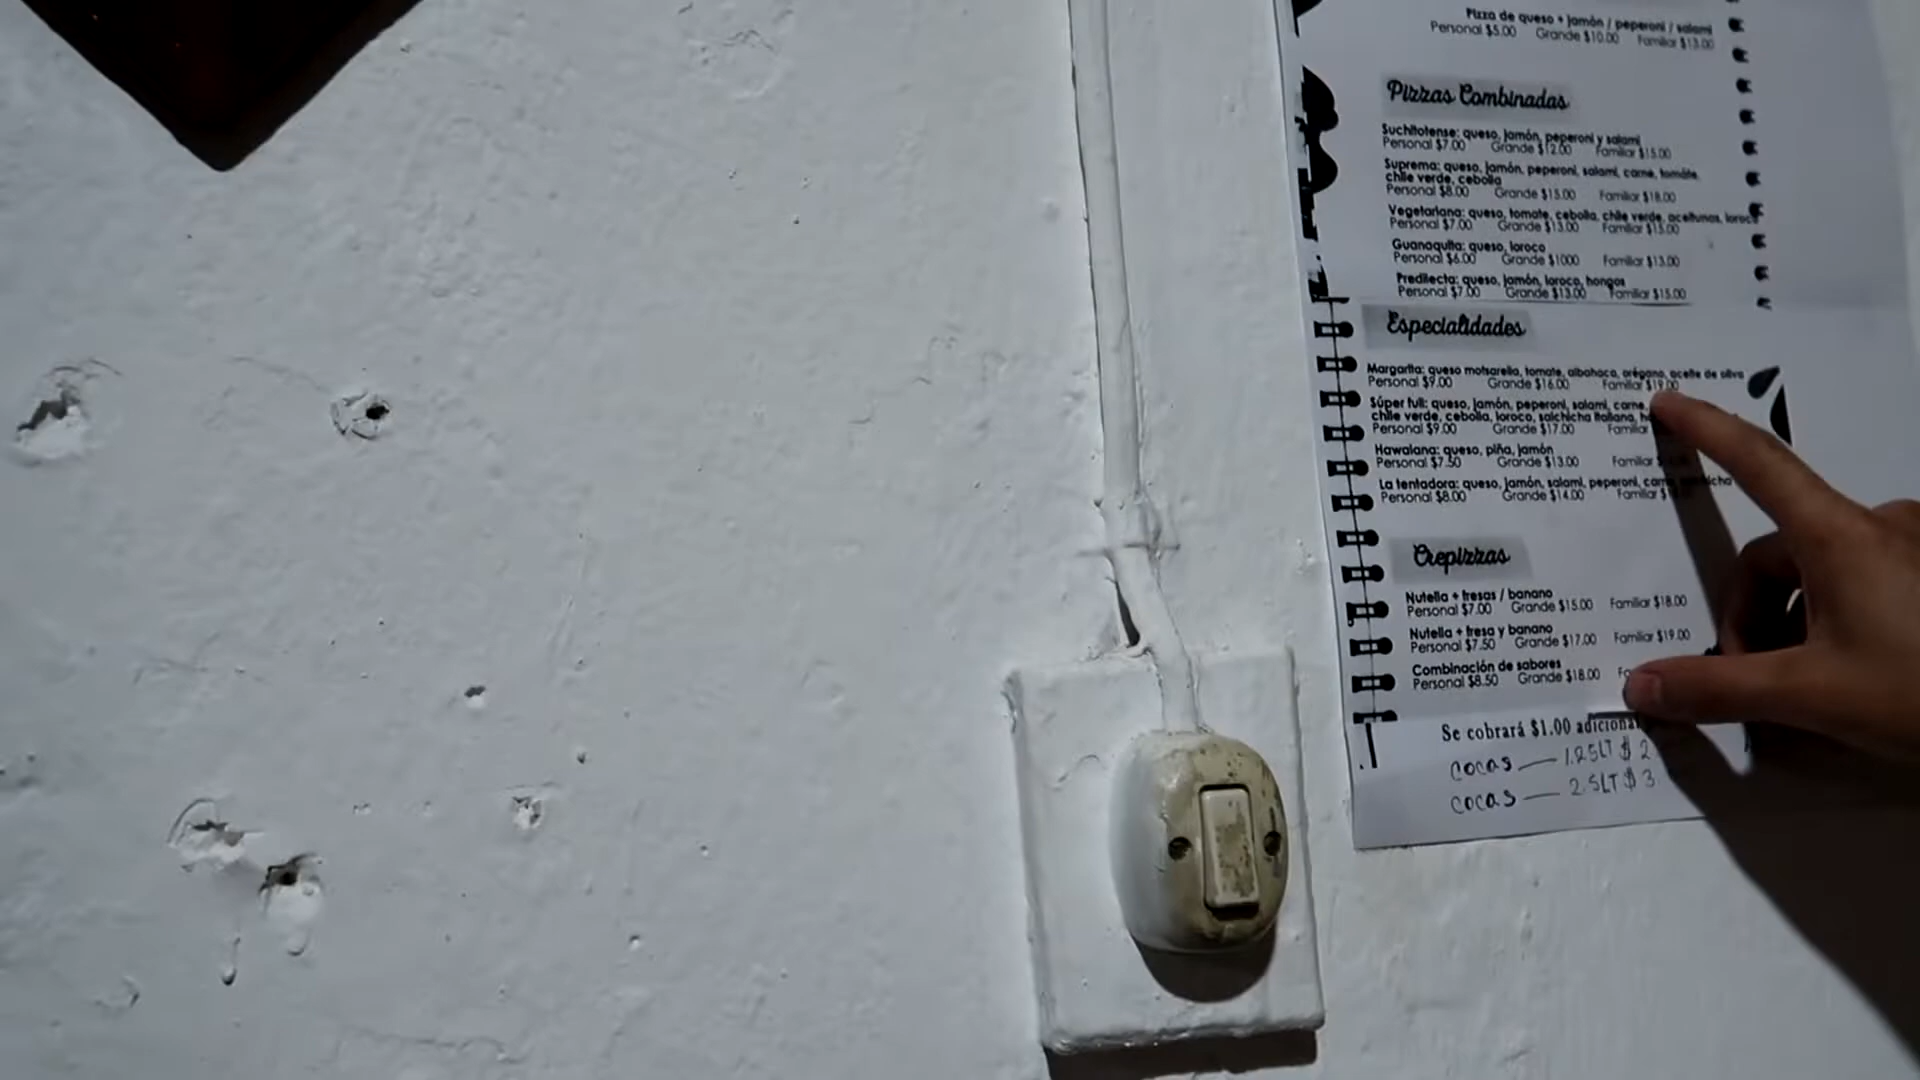 Pizza de queso + jamón / peperoni / salami
Personal $5.00 Grande $10.00 Familiar $13.00
Pizzas Combinadas
Suchitotense: queso, jamón, peperoni y salami
Personal $7.00 Grande $12.00 Familiar $15.00
Suprema: queso, jamón, peperoni, salami, carne, tomate,
chile verde, cebolla
Personal $8.00 Grande $15.00 Familiar $18.00
Vegetariana: queso, tomate, cebolla, chile verde, aceitunas, loroco
Personal $7.00 Grande $13.00 Familiar $15.00
Guanaquita: queso, loroco
Personal $6.00 Grande $1000 Familiar $13.00
Predilecta: queso, jamón, loroco, hongos
Personal $7.00 Grande $13.00 Familiar $15.00
Especialidades
Margarita: queso motsarella, tomate, albahaca, orégano, aceite de oliva
Personal $9.00 Grande $16.00 Familiar $19.00
Súper full: queso, jamón, peperoni, salami, carne,
chile verde, cebolla, loroco, salchicha italiana,
Personal $9.00 Grande $17.00 Familiar
Hawaiana: queso, piña, jamón
Personal $7.50 Grande $13.00 Familiar
La tentadora: queso, jamón, salami, peperoni,
Personal $8.00 Grande $14.00 Familiar
Crepizzas
Nutella + fresas / banano
Personal $7.00 Grande $15.00 Familiar $18.00
Nutella + fresa y banano
Personal $7.50 Grande $17.00 Familiar $19.00
Combinación de sabores
Personal $8.50 Grande $18.00
Se cobrará $1.00 adicional
cocas — 1.25LT $ 2
cocas — 2.5LT $ 3